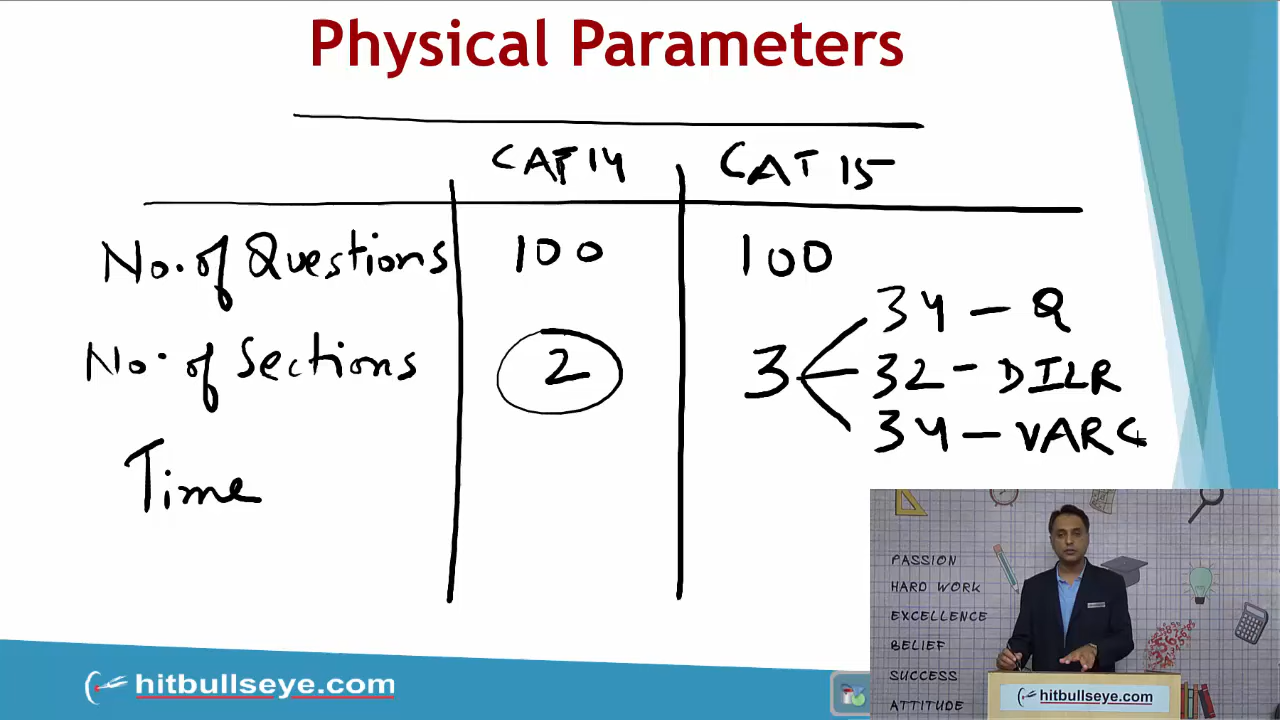 Physical Parameters
CAT 14 CAT 15
No. of Questions 100 100
34 - Q
No. of Sections 2 3 32 - DILR
34 - VARC
Time
PASSION
HARD WORK
EXCELLENCE
BELIEF
SUCCESS
ATTITUDE
hitbullseye.com
hitbullseye.com